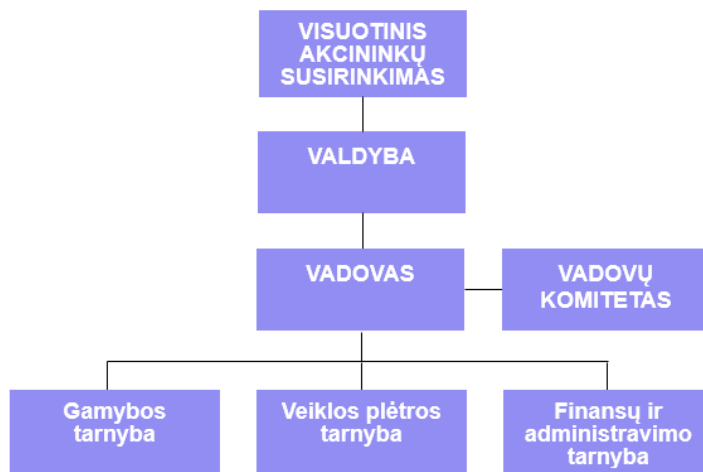 VISUOTINIS
AKCININKŲ
SUSIRINKIMAS
VALDYBA
VADOVAS
VADOVŲ
KOMITETAS
Gamybos
tarnyba
Veiklos plėtros
tarnyba
Finansų ir
administravimo
tarnyba